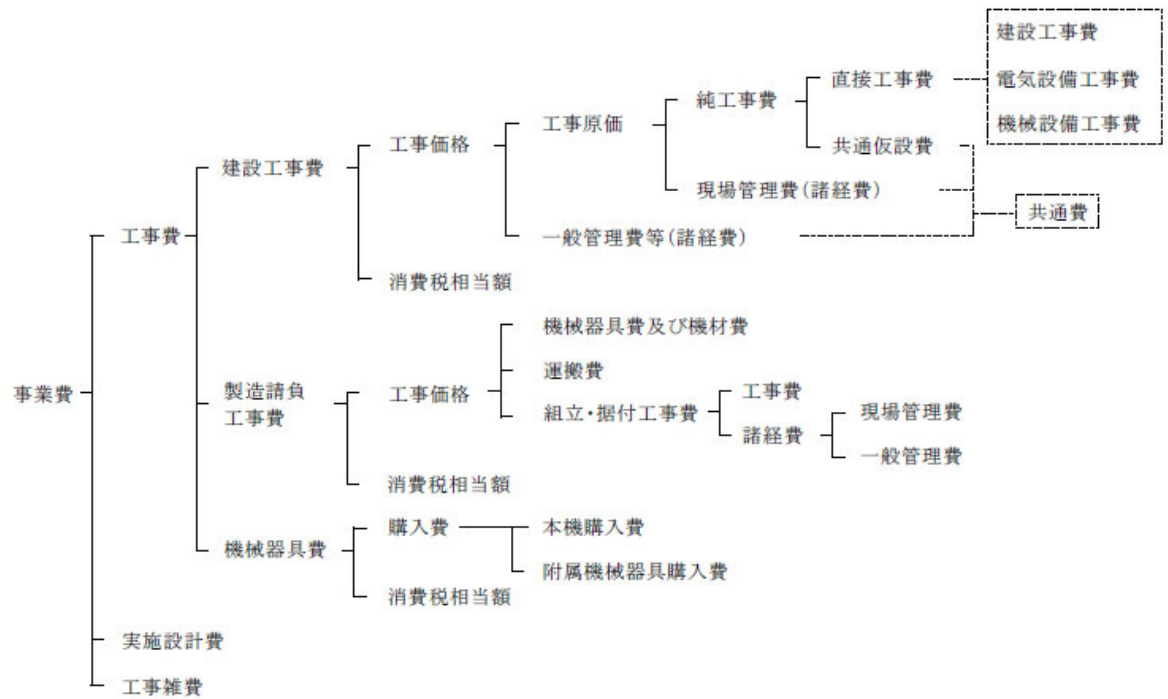 建設工事費
直接工事費
電気設備工事費
純工事費
工事原価
機械設備工事費
工事価格
共通仮設費
建設工事費
現場管理費(諸経費)
共通費
工事費
一般管理費等(諸経費)
消費税相当額
機械器具費及び機材費
運搬費
事業費
製造請負
工事費
工事価格
工事費
組立・据付工事費
現場管理費
諸経費
一般管理費
消費税相当額
購入費
本機購入費
機械器具費
附属機械器具購入費
消費税相当額
実施設計費
工事雑費